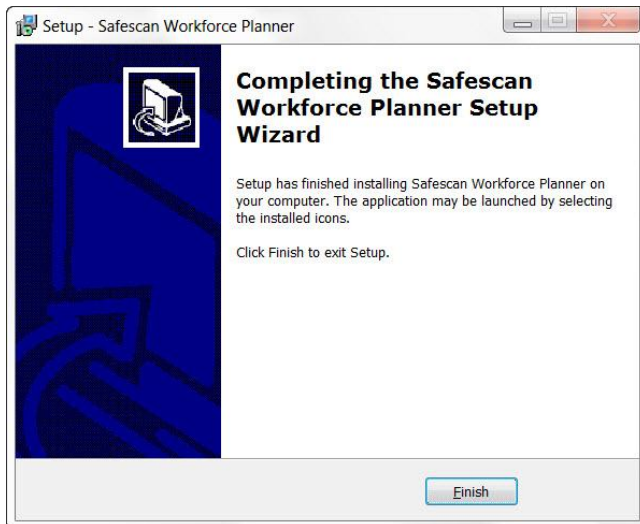 Setup - Safescan Workforce Planner
Completing the Safescan
Workforce Planner Setup
Wizard
Setup has finished installing Safescan Workforce Planner on
your computer. The application may be launched by selecting
the installed icons.
Click Finish to exit Setup.
Finish